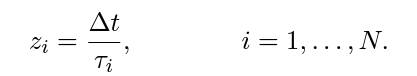 z_i = \frac{\Delta t}{\tau_i}, \qquad i = 1, \ldots, N.